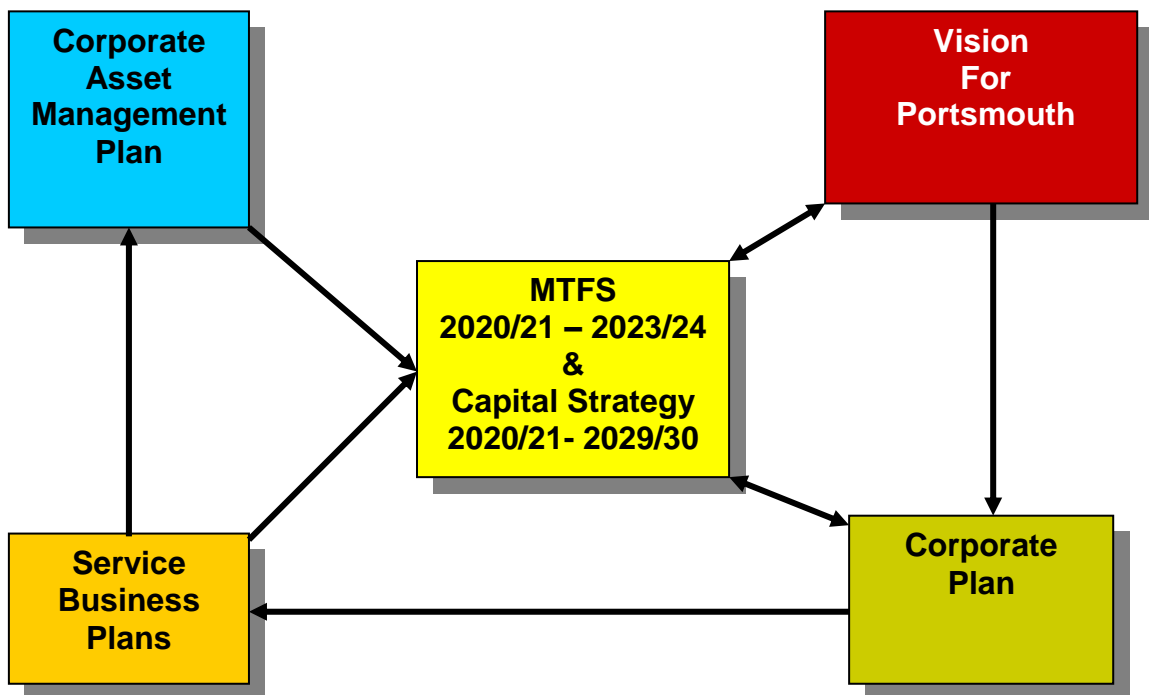 Corporate
Asset
Management
Plan
Vision
For
Portsmouth
MTFS
2020/21 – 2023/24
&
Capital Strategy
2020/21- 2029/30
Service
Business
Plans
Corporate
Plan